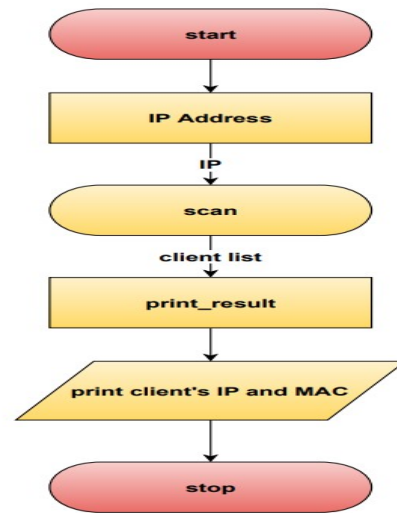 start
IP Address
IP
scan
client list
print_result
print client's IP and MAC
stop